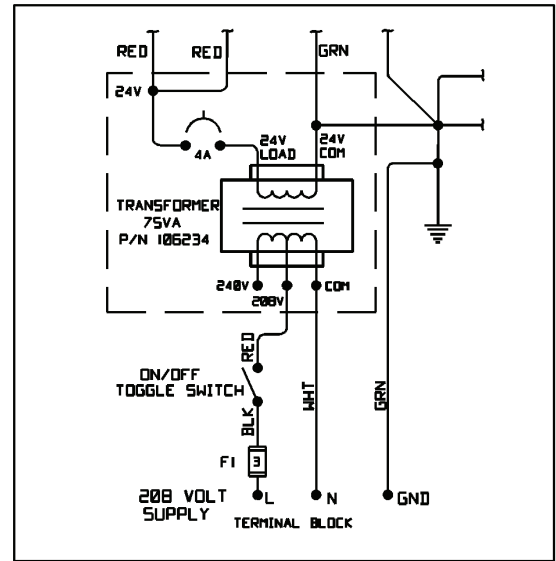 RED
RED
GRN
24V
4A
24V
LOAD
24V
COM
TRANSFORMER
75VA
P/N 106234
240V
208V
COM
RED
ON/OFF
TOGGLE SWITCH
BLK
WHT
GRN
F1
3
208 VOLT
SUPPLY
L
N
GND
TERMINAL BLOCK